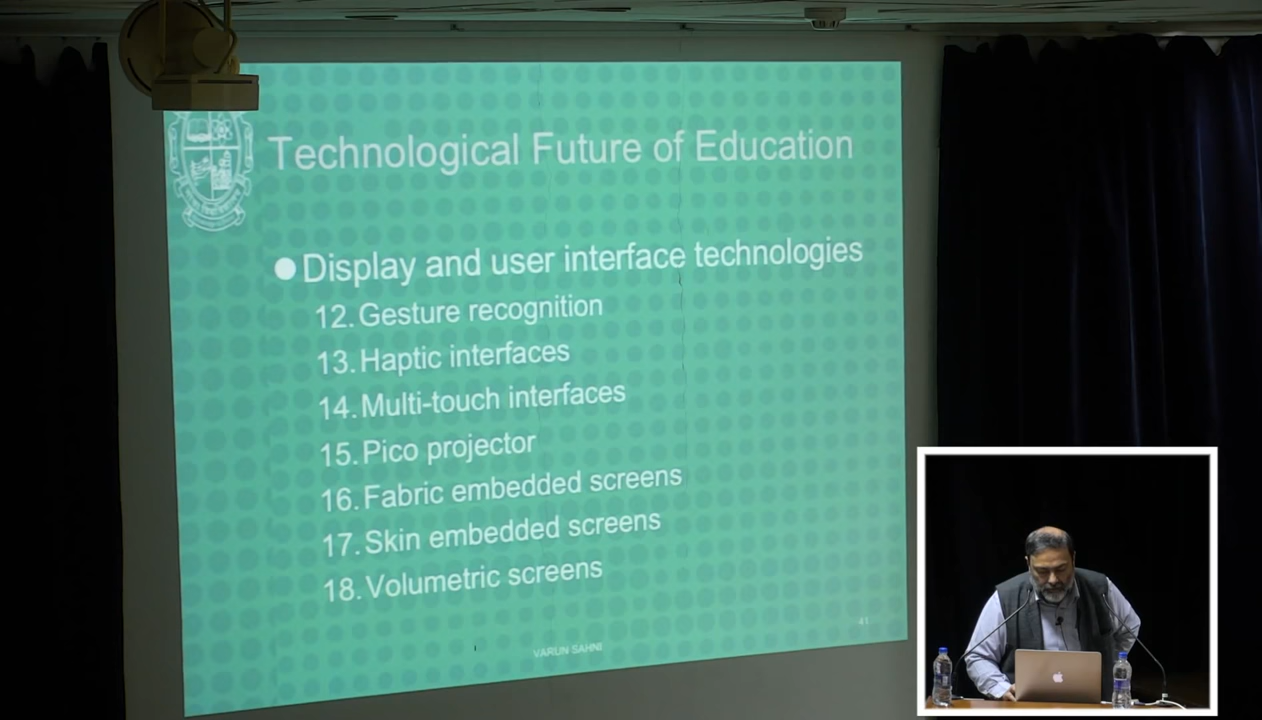 Technological Future of Education
Display and user interface technologies
12. Gesture recognition
13. Haptic interfaces
14. Multi-touch interfaces
15. Pico projector
16. Fabric embedded screens
17. Skin embedded screens
18. Volumetric screens
VARUN SAHNI
41